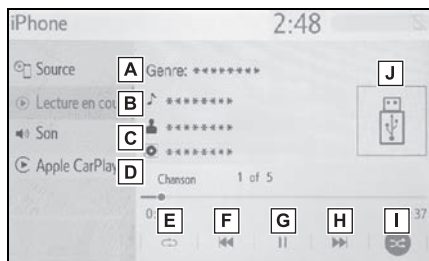 iPhone 2:48
Source
A Genre: ********
J
Lecture en cou B ********
C ********
Son
D ********
Apple CarPlay
Chanson 1 of 5
0: 37
E F G H I